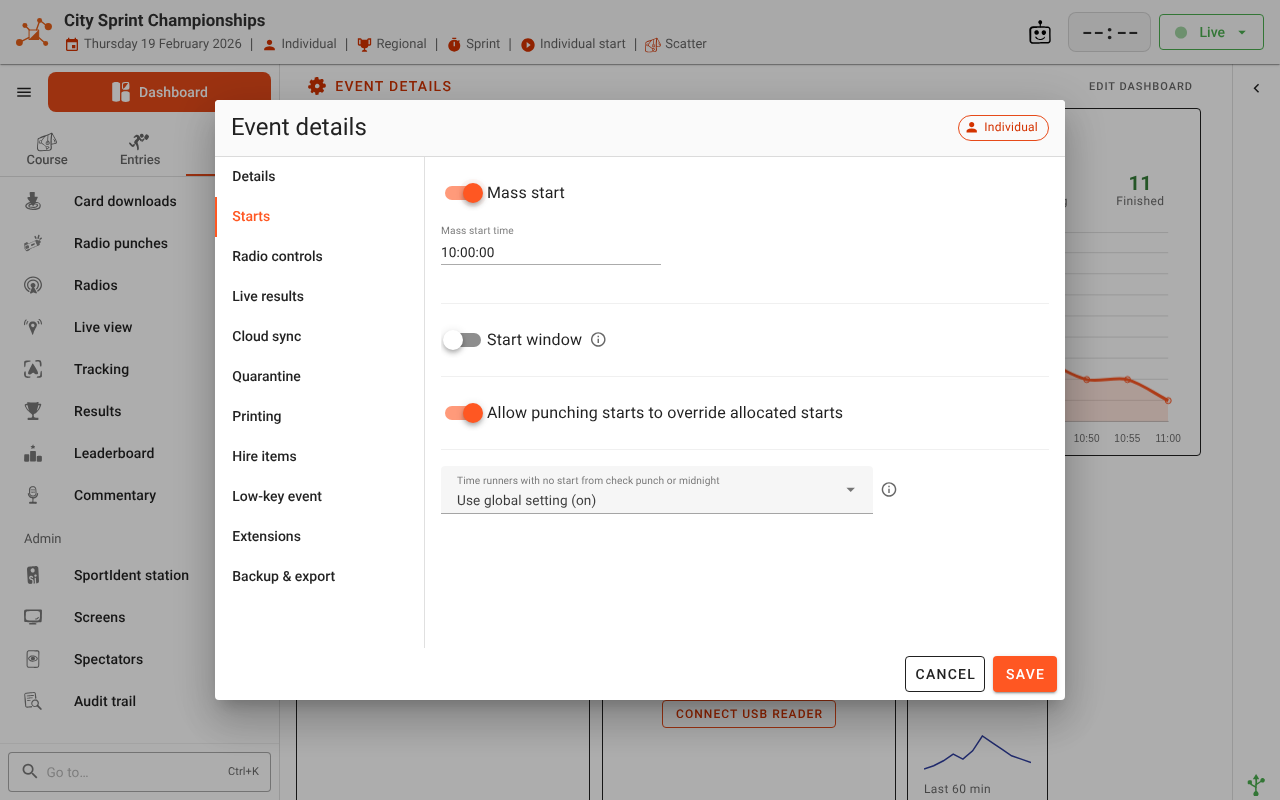 City Sprint Championships
Thursday 19 February 2026 | Individual | Regional | Sprint | Individual start | Scatter
--:--
Live
Dashboard
EVENT DETAILS
EDIT DASHBOARD
Course
Entries
Card downloads
Radio punches
Radios
Live view
Tracking
Results
Leaderboard
Commentary
Admin
SportIdent station
Screens
Spectators
Audit trail
Go to...
Ctrl+K
Event details
Individual
Details
Starts
Radio controls
Live results
Cloud sync
Quarantine
Printing
Hire items
Low-key event
Extensions
Backup & export
Mass start
Mass start time
10:00:00
Start window
Allow punching starts to override allocated starts
Time runners with no start from check punch or midnight
Use global setting (on)
CANCEL
SAVE
11
Finished
10:50 10:55 11:00
CONNECT USB READER
Last 60 min